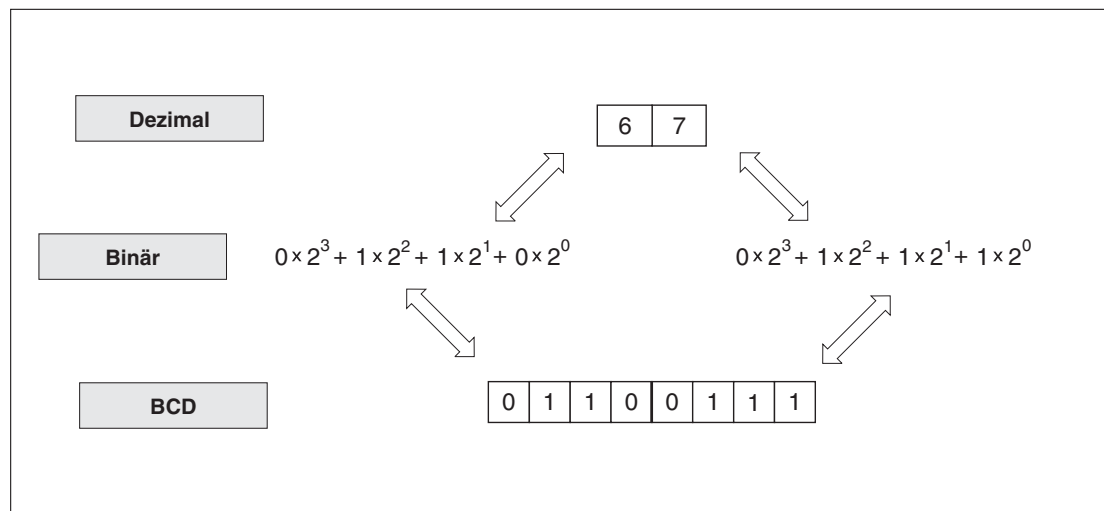 Dezimal
6 7
Binär
0 × 2³ + 1 × 2² + 1 × 2¹ + 0 × 2⁰
0 × 2³ + 1 × 2² + 1 × 2¹ + 1 × 2⁰
BCD
0 1 1 0 0 1 1 1